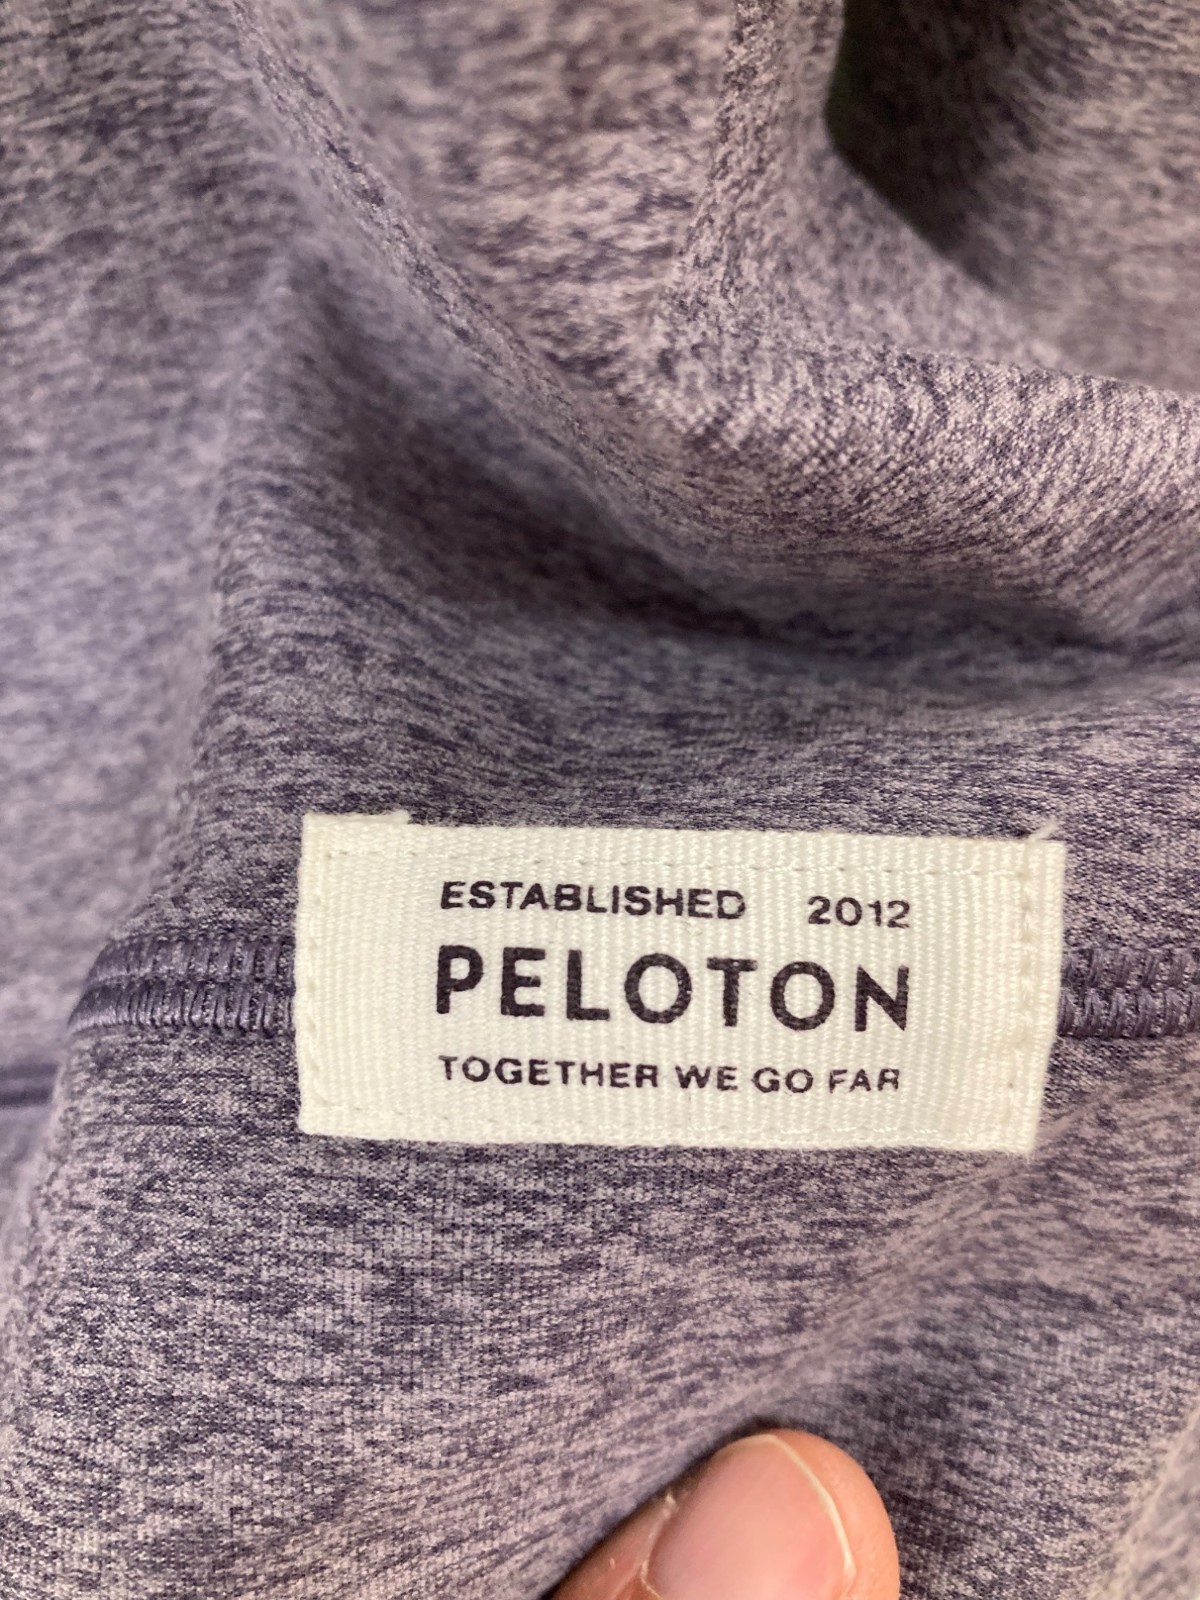 ESTABLISHED 2012
PELOTON
TOGETHER WE GO FAR